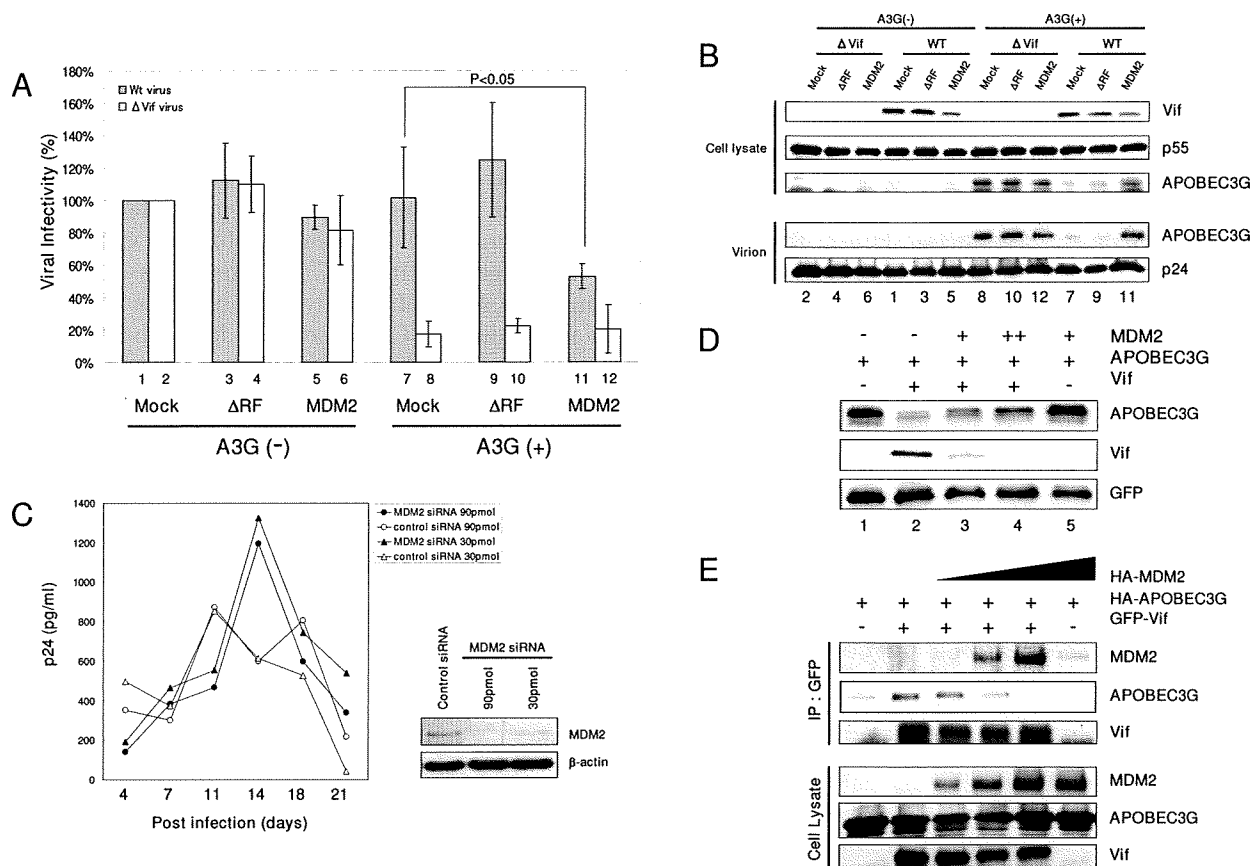 A
180%
160%
140%
120%
100%
80%
60%
40%
20%
0%
Viral Infectivity (%)
Wt virus
Δ Vif virus
P<0.05
1 2 3 4 5 6 7 8 9 10 11 12
Mock ΔRF MDM2 Mock ΔRF MDM2
A3G (-) A3G (+)
B
A3G(-) A3G(+)
Δ Vif WT Δ Vif WT
Mock ΔRF MDM2 Mock ΔRF MDM2 Mock ΔRF MDM2 Mock ΔRF MDM2
Cell lysate
Vif
p55
APOBEC3G
Virion
APOBEC3G
p24
2 4 6 1 3 5 8 10 12 7 9 11
C
1400
1200
1000
800
600
400
200
0
p24 (pg/ml)
4 7 11 14 18 21
Post infection (days)
MDM2 siRNA 90pmol
control siRNA 90pmol
MDM2 siRNA 30pmol
control siRNA 30pmol
Control siRNA
MDM2 siRNA
90pmol 30pmol
MDM2
β-actin
D
- - + ++ + MDM2
+ + + + + APOBEC3G
- + + + - Vif
APOBEC3G
Vif
GFP
1 2 3 4 5
E
HA-MDM2
+ + + + + + HA-APOBEC3G
- + + + + - GFP-Vif
IP : GFP
MDM2
APOBEC3G
Vif
Cell Lysate
MDM2
APOBEC3G
Vif